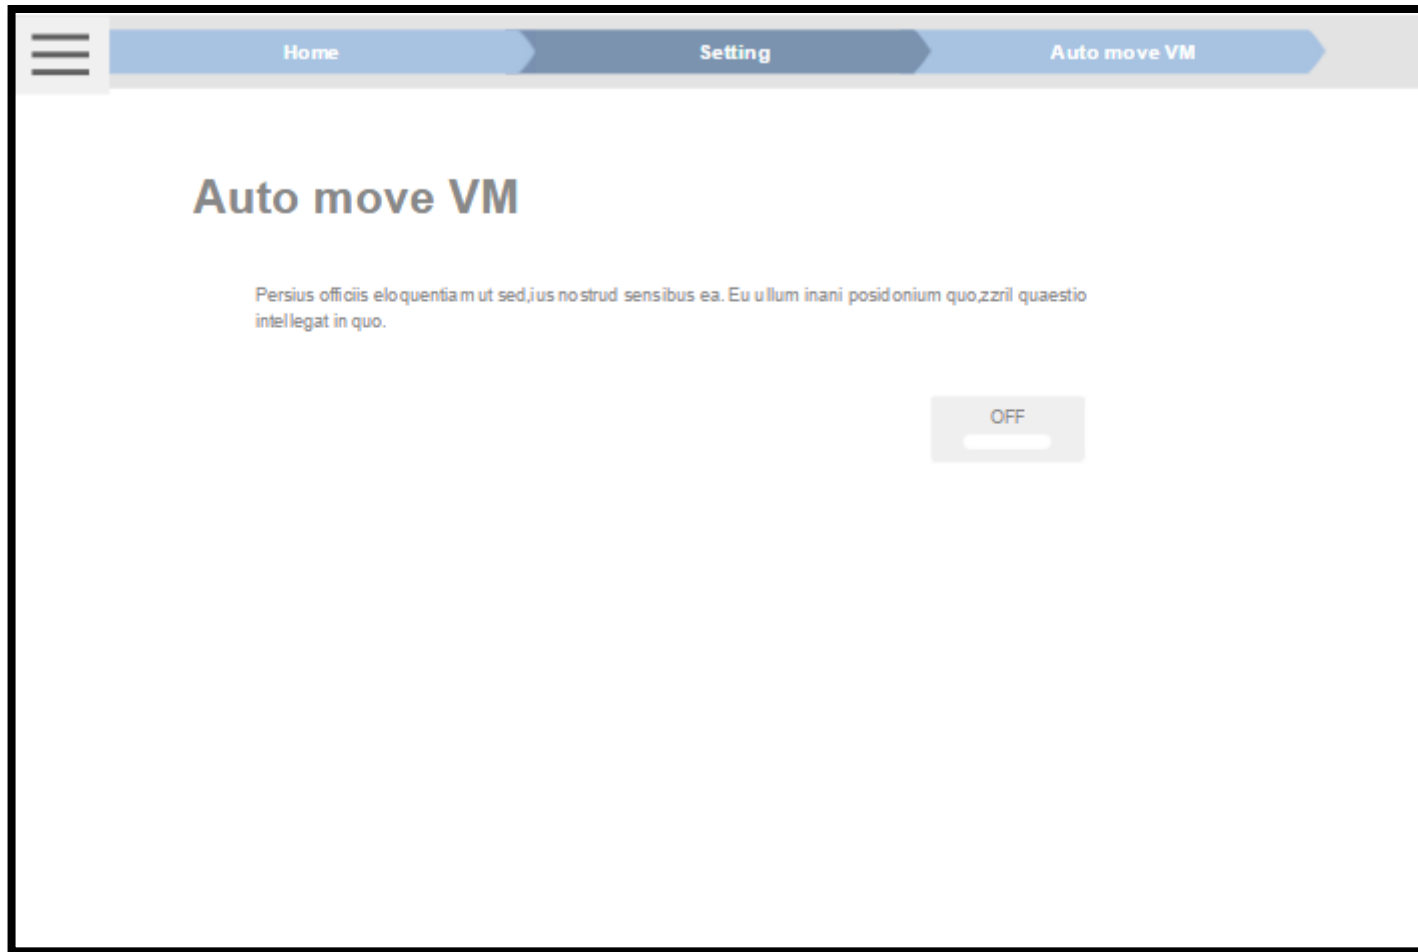 Home
Setting
Auto move VM
Auto move VM
Persius officiis eloquentiam ut sed,ius nostrud sensibus ea. Eu ullum inani posidonium quo,zzril quaestio
intellegat in quo.
OFF